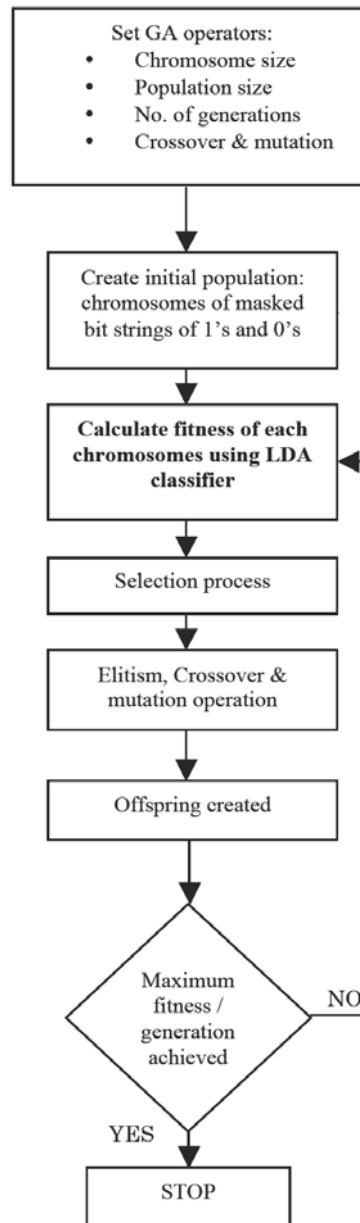 Set GA operators:
• Chromosome size
• Population size
• No. of generations
• Crossover & mutation
Create initial population:
chromosomes of masked
bit strings of 1's and 0's
Calculate fitness of each
chromosomes using LDA
classifier
Selection process
Elitism, Crossover &
mutation operation
Offspring created
Maximum
fitness /
generation
achieved
NO
YES
STOP